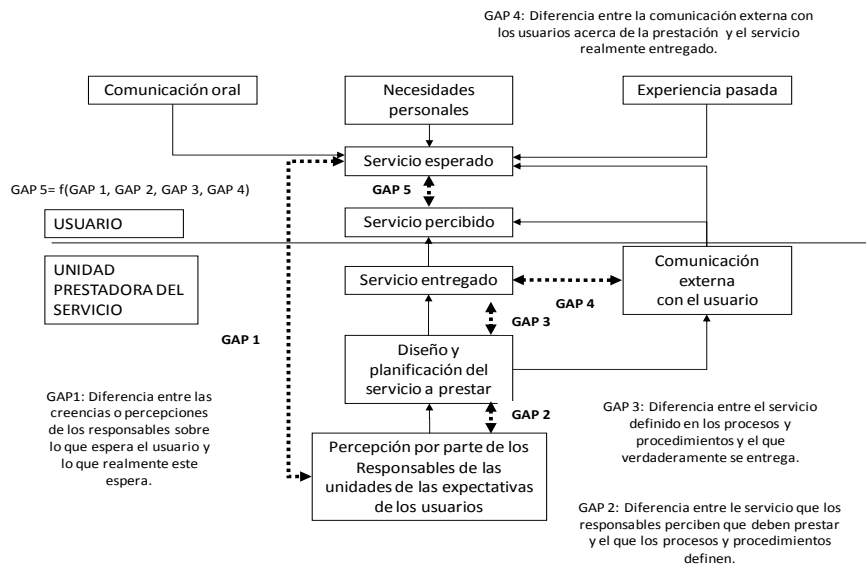 GAP 4: Diferencia entre la comunicación externa con
los usuarios acerca de la prestación y el servicio
realmente entregado.
Comunicación oral
Necesidades
personales
Experiencia pasada
Servicio esperado
GAP 5= f(GAP 1, GAP 2, GAP 3, GAP 4)
GAP 5
USUARIO
Servicio percibido
UNIDAD
PRESTADORA DEL
SERVICIO
Servicio entregado
Comunicación
externa
con el usuario
GAP 4
GAP 3
GAP 1
Diseño y
planificación del
servicio a prestar
GAP 2
GAP1: Diferencia entre las
creencias o percepciones
de los responsables sobre
lo que espera el usuario y
lo que realmente este
espera.
Percepción por parte de los
Responsables de las
unidades de las expectativas
de los usuarios
GAP 3: Diferencia entre el servicio
definido en los procesos y
procedimientos y el que
verdaderamente se entrega.
GAP 2: Diferencia entre le servicio que los
responsables perciben que deben prestar
y el que los procesos y procedimientos
definen.